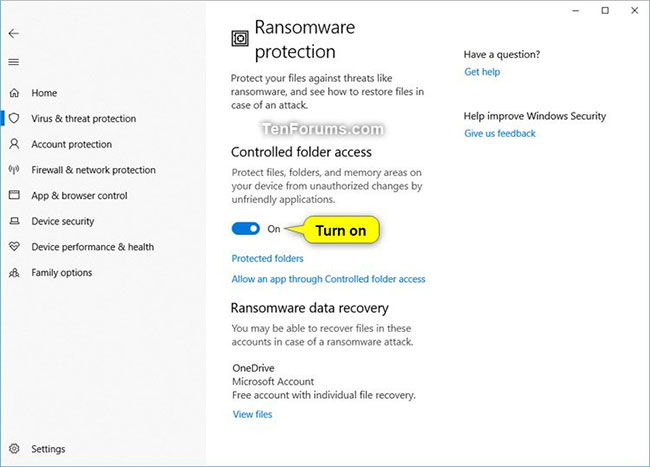 Ransomware
protection
Protect your files against threats like
ransomware, and see how to restore files in
case of an attack.
TenForums.com
Controlled folder access
Protect files, folders, and memory areas on
your device from unauthorized changes by
unfriendly applications.
On
Turn on
Protected folders
Allow an app through Controlled folder access
Ransomware data recovery
You may be able to recover files in these
accounts in case of a ransomware attack.
OneDrive
Microsoft Account
Free account with individual file recovery.
View files
Home
Virus & threat protection
Account protection
Firewall & network protection
App & browser control
Device security
Device performance & health
Family options
Settings
Have a question?
Get help
Help improve Windows Security
Give us feedback